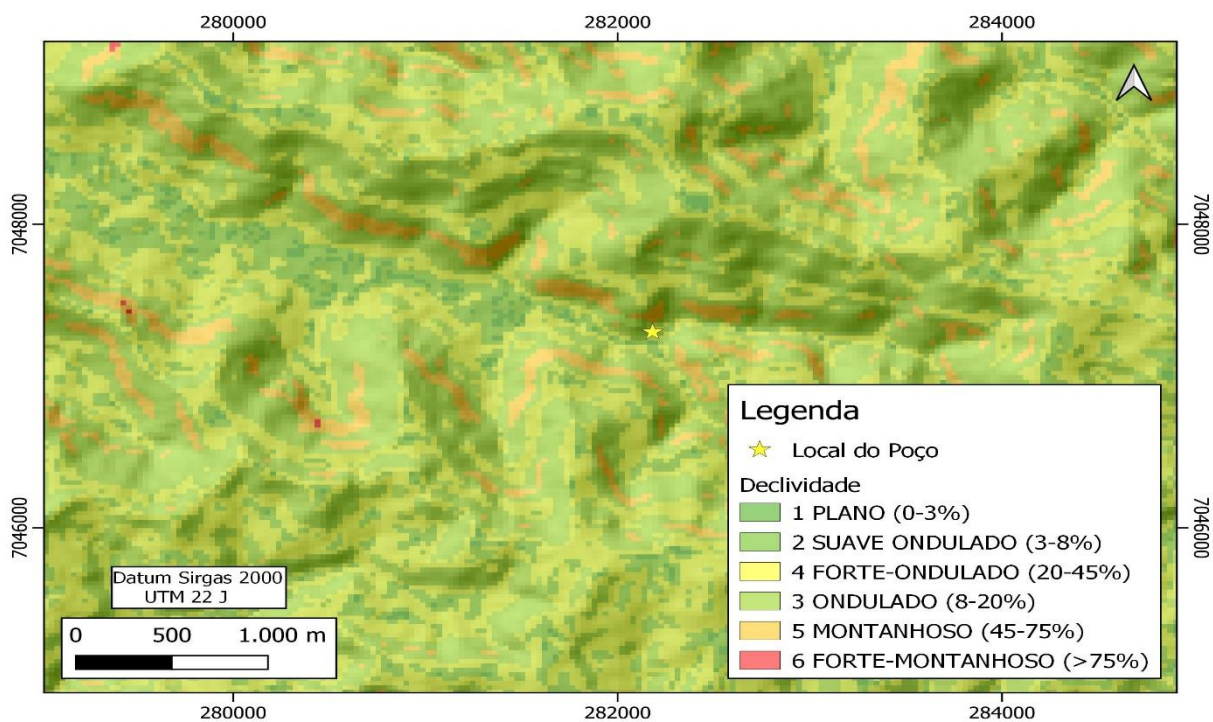 280000
282000
284000
7048000
7048000
7046000
7046000
Legenda
Local do Poço
Declividade
1 PLANO (0-3%)
2 SUAVE ONDULADO (3-8%)
4 FORTE-ONDULADO (20-45%)
3 ONDULADO (8-20%)
5 MONTANHOSO (45-75%)
6 FORTE-MONTANHOSO (>75%)
Datum Sirgas 2000
UTM 22 J
0 500 1.000 m
280000
282000
284000